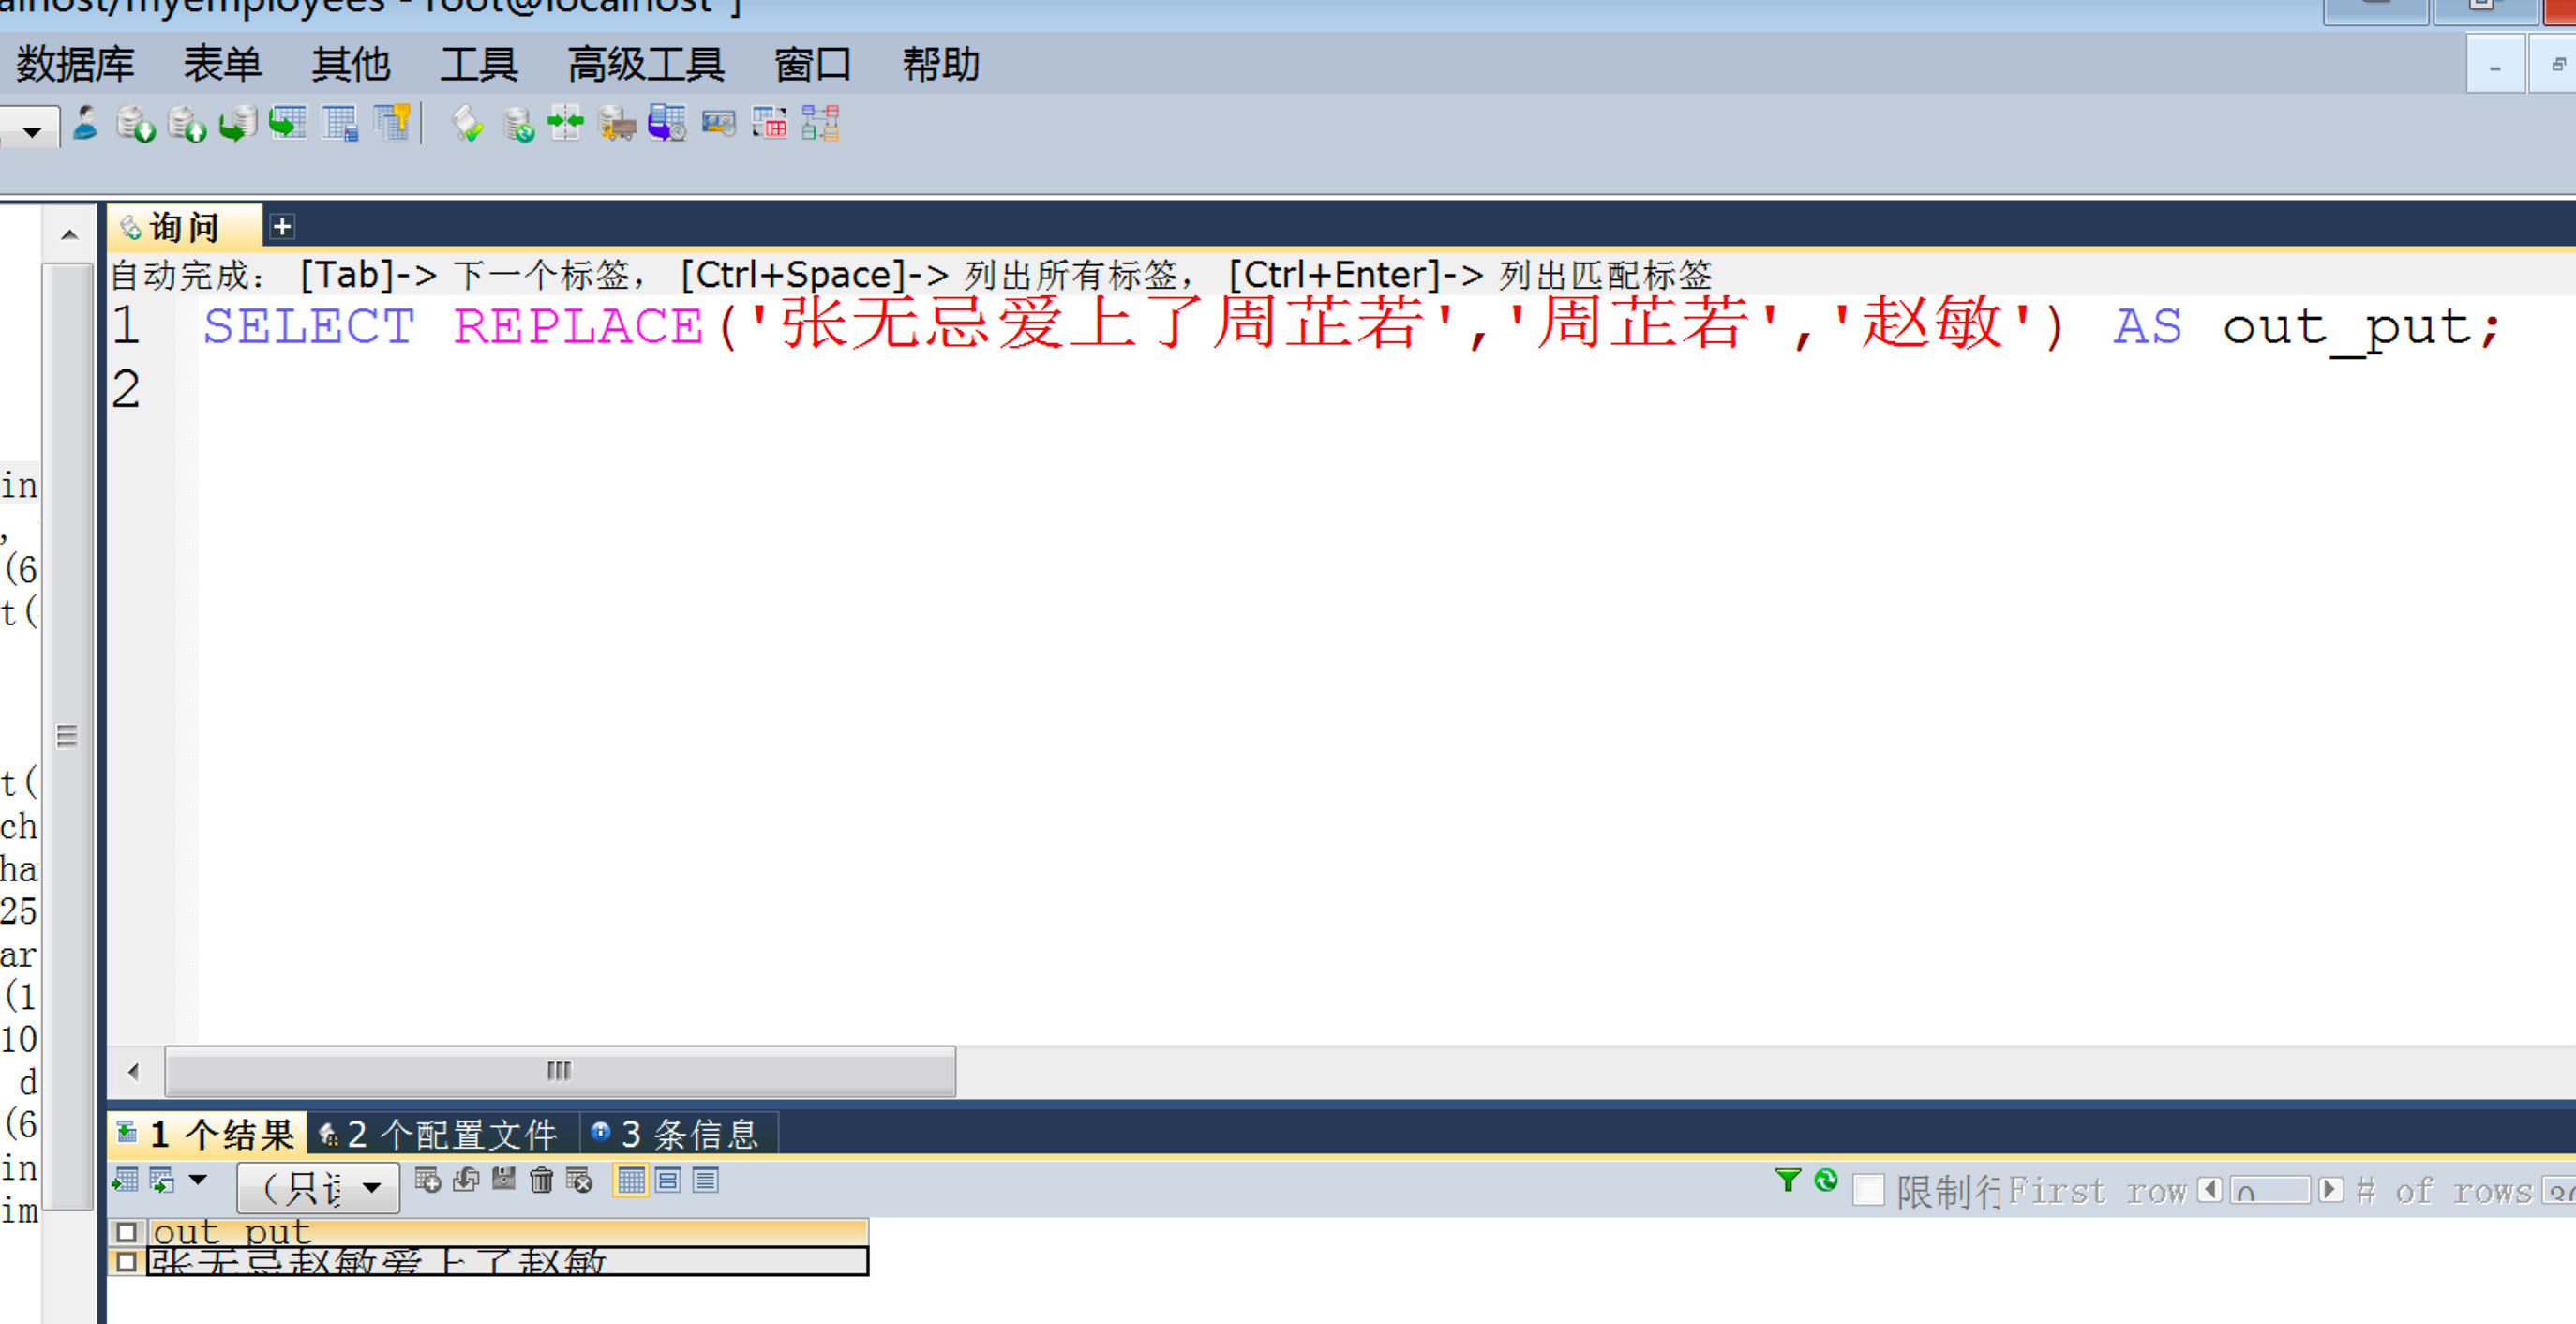 alhost/myemployees - root@localhost*]
数据库 表单 其他 工具 高级工具 窗口 帮助
询问
自动完成： [Tab]-> 下一个标签， [Ctrl+Space]-> 列出所有标签， [Ctrl+Enter]-> 列出匹配标签
1 SELECT REPLACE('张无忌爱上了周芷若','周芷若','赵敏') AS out_put;
2
in
,
(6
t(
t(
ch
ha
25
ar
(1
10
d
(6
in
im
1 个结果 2 个配置文件 3 条信息
（只读 限制行 First row 0 # of rows
out_put
张无忌赵敏爱上了赵敏